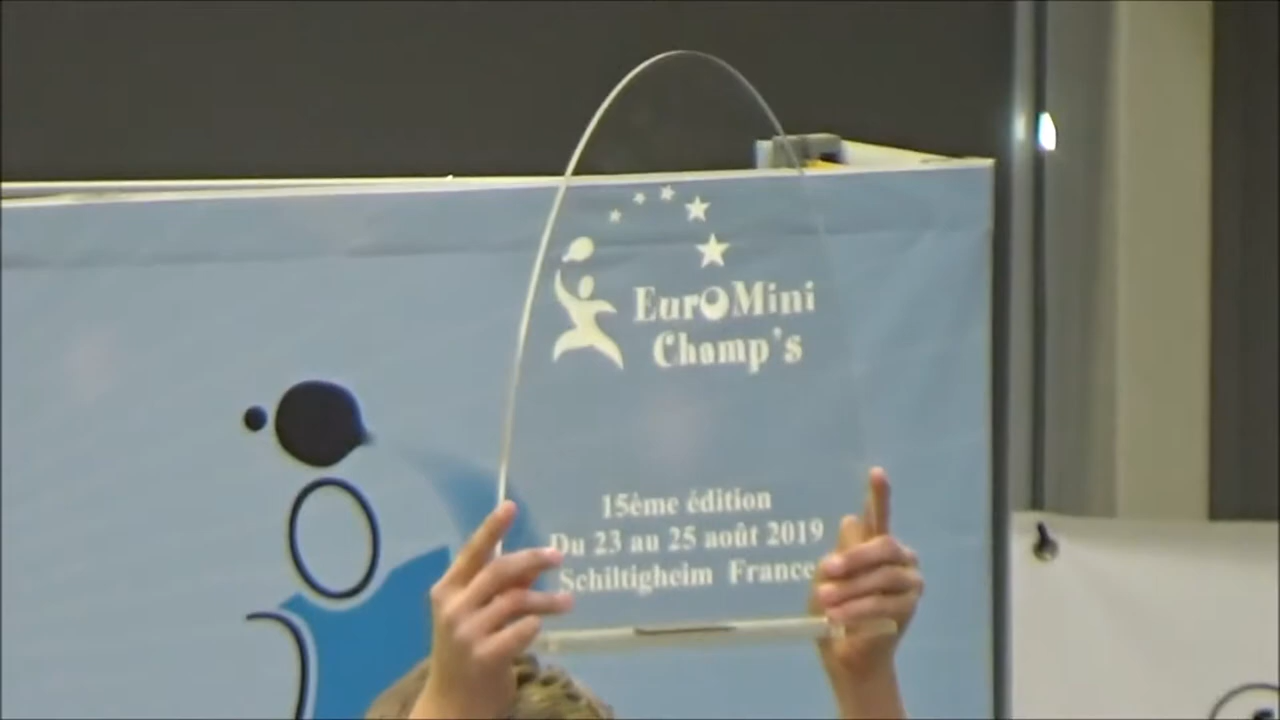 EurOMini
Champ's
15ème édition
Du 23 au 25 août 2019
Schiltigheim France